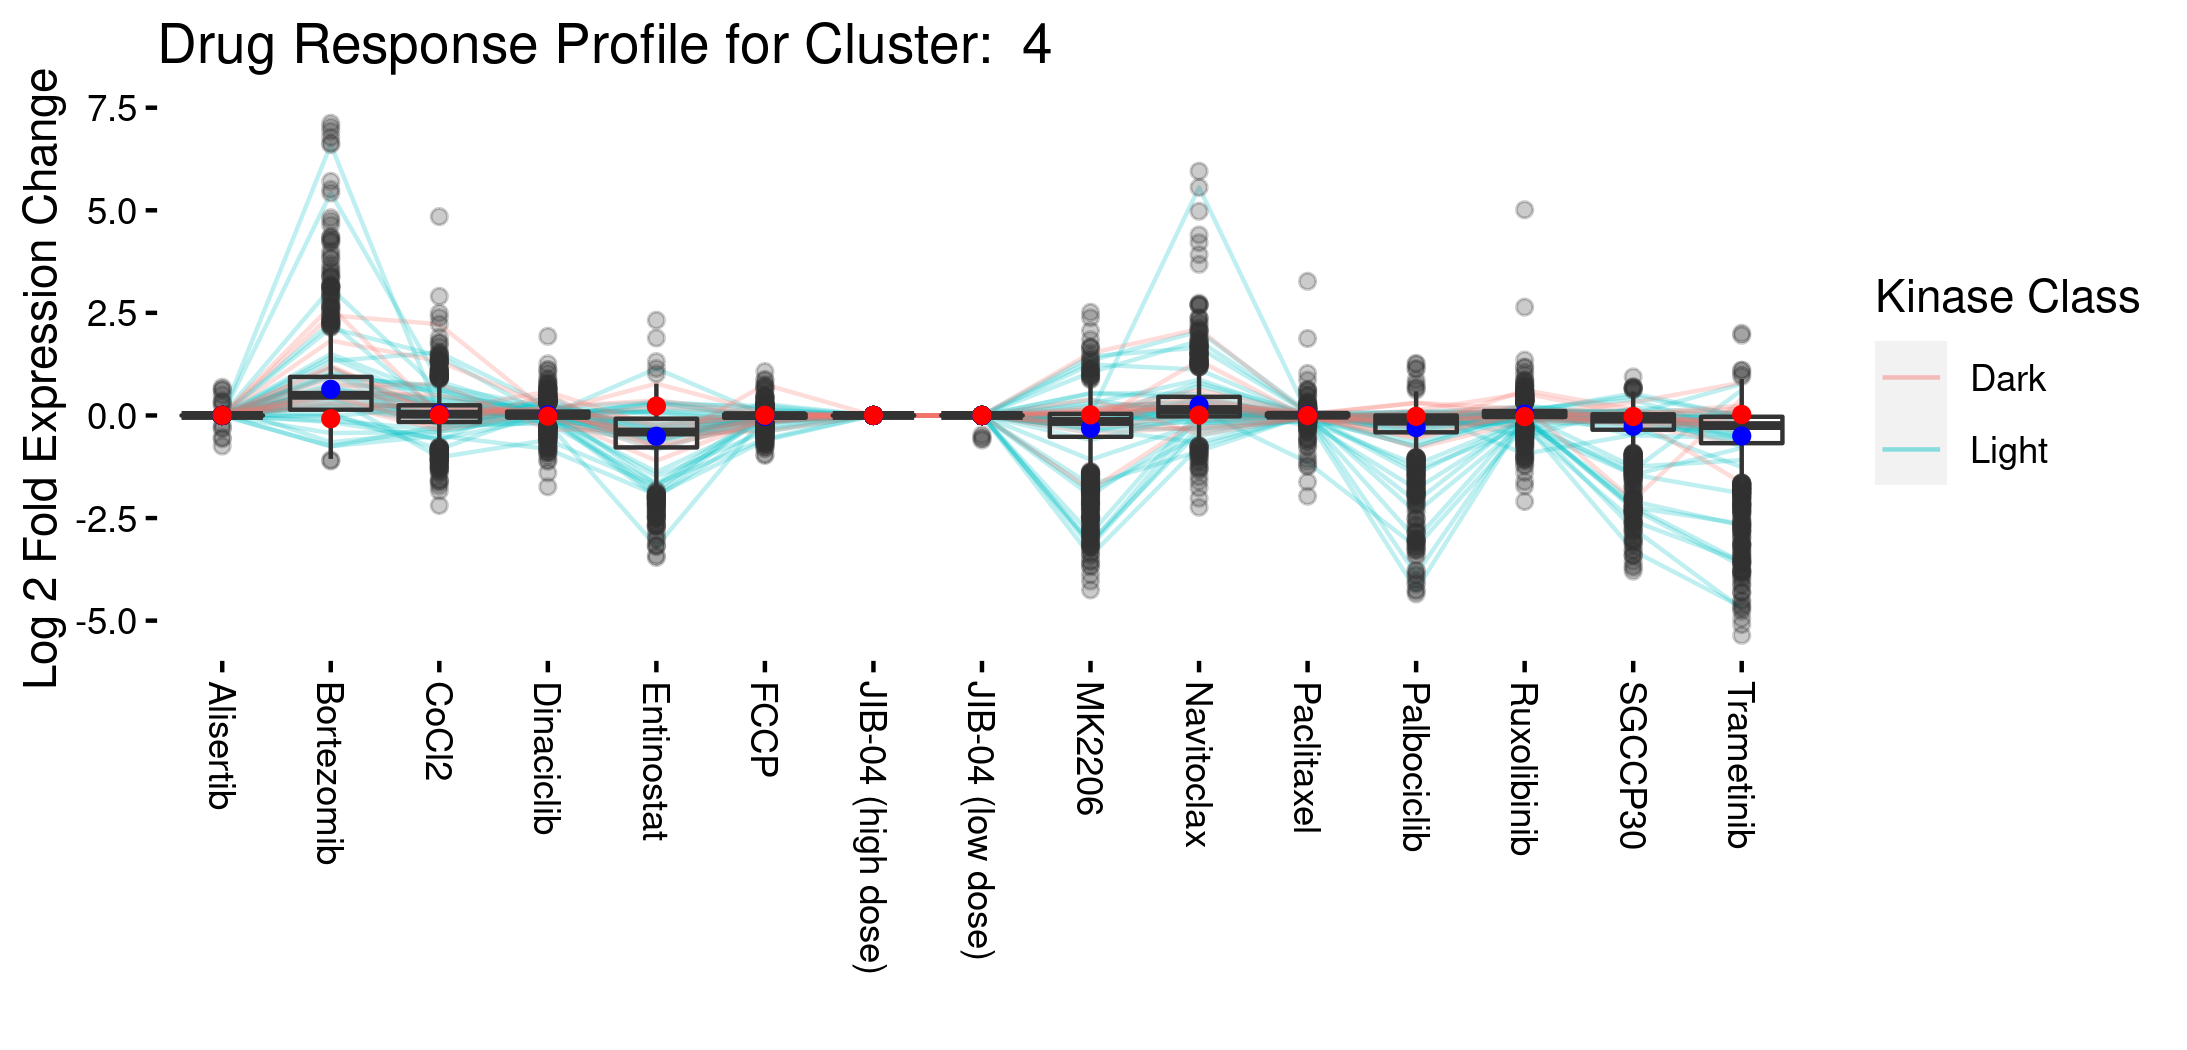 Drug Response Profile for Cluster: 4
Log 2 Fold Expression Change
7.5
5.0
2.5
0.0
-2.5
-5.0
Alisertib
Bortezomib
CoCl2
Dinaciclib
Entinostat
FCCP
JIB-04 (high dose)
JIB-04 (low dose)
MK2206
Navitoclax
Paclitaxel
Palbociclib
Ruxolibinib
SGCCP30
Trametinib
Kinase Class
Dark
Light